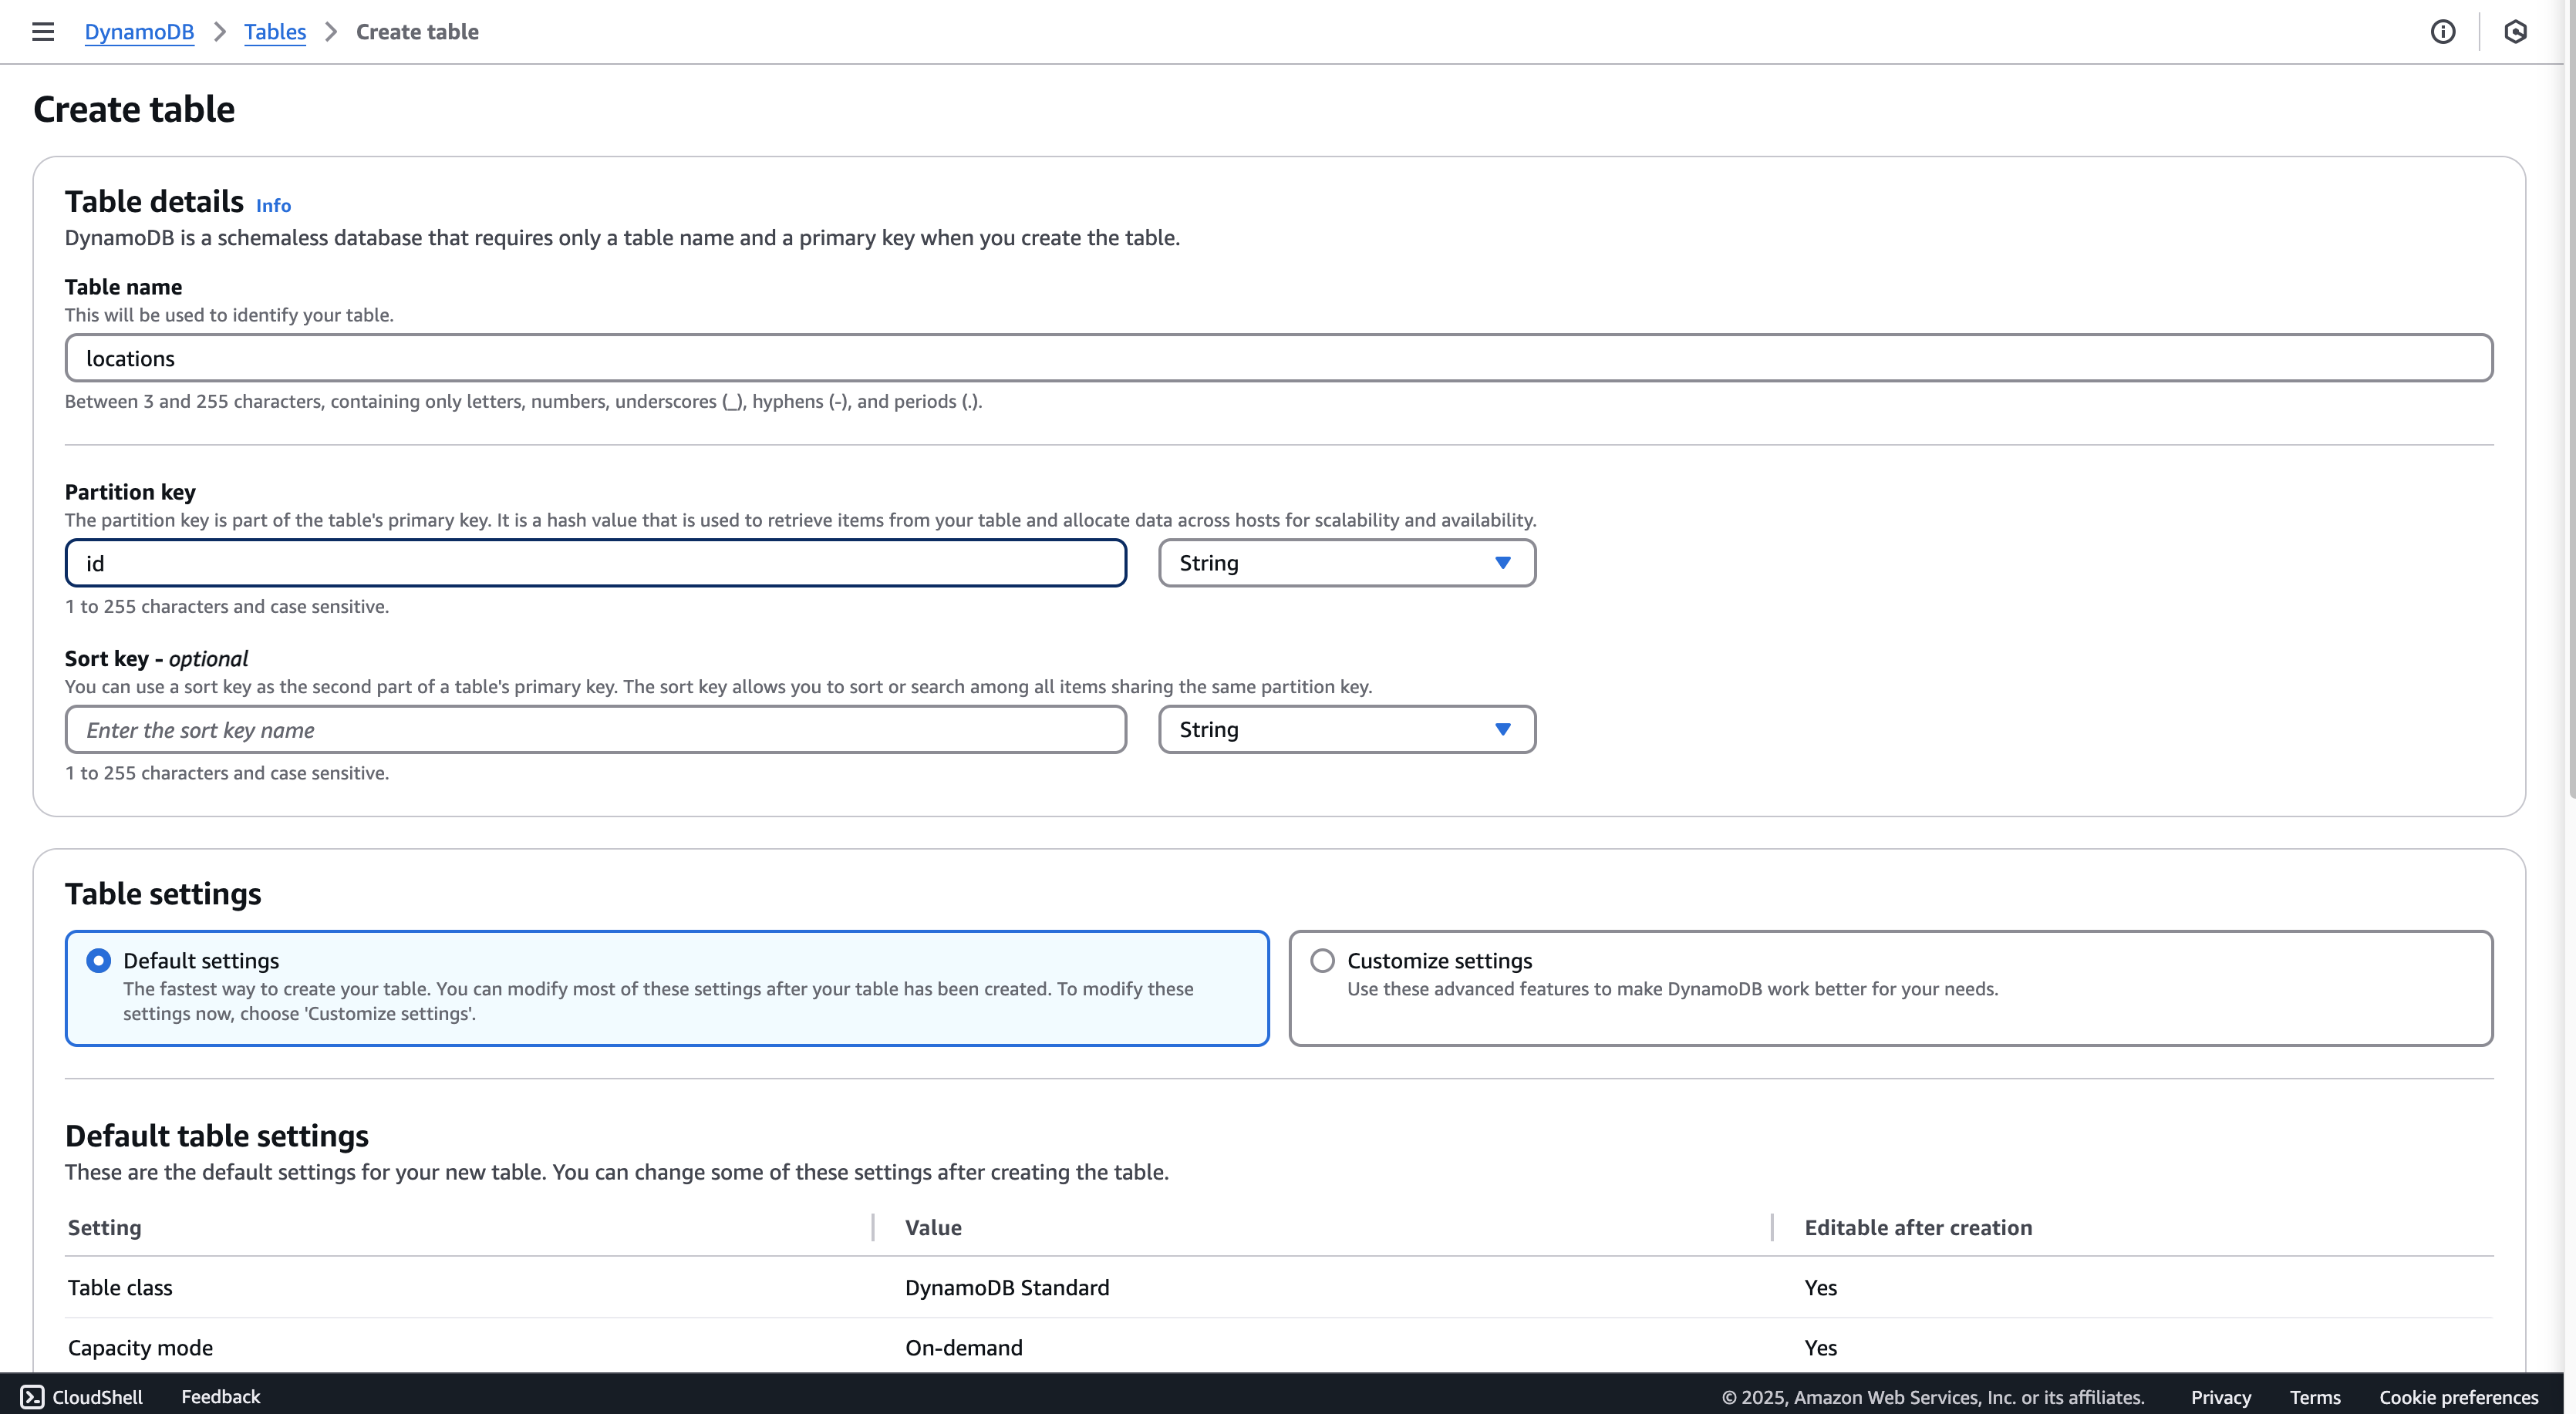 DynamoDB > Tables > Create table
Create table
Table details Info
DynamoDB is a schemaless database that requires only a table name and a primary key when you create the table.
Table name
This will be used to identify your table.
locations
Between 3 and 255 characters, containing only letters, numbers, underscores (_), hyphens (-), and periods (.).
Partition key
The partition key is part of the table's primary key. It is a hash value that is used to retrieve items from your table and allocate data across hosts for scalability and availability.
id String
1 to 255 characters and case sensitive.
Sort key - optional
You can use a sort key as the second part of a table's primary key. The sort key allows you to sort or search among all items sharing the same partition key.
Enter the sort key name String
1 to 255 characters and case sensitive.
Table settings
Default settings
The fastest way to create your table. You can modify most of these settings after your table has been created. To modify these
settings now, choose 'Customize settings'.
Customize settings
Use these advanced features to make DynamoDB work better for your needs.
Default table settings
These are the default settings for your new table. You can change some of these settings after creating the table.
Setting Value Editable after creation
Table class DynamoDB Standard Yes
Capacity mode On-demand Yes
CloudShell Feedback © 2025, Amazon Web Services, Inc. or its affiliates. Privacy Terms Cookie preferences